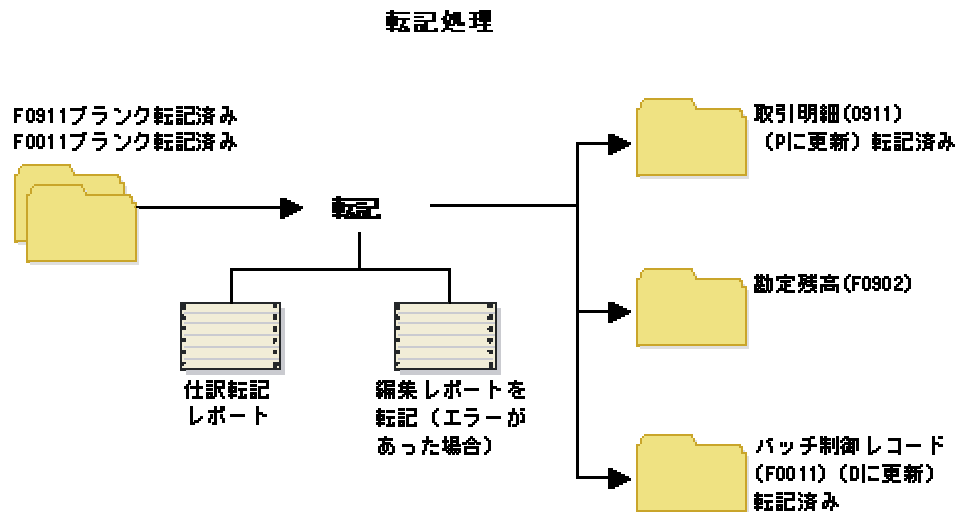 転記処理
F0911ブランク転記済み
F0011ブランク転記済み
転記
仕訳転記
レポート
編集レポートを
転記（エラーが
あった場合）
取引明細(0911)
（Pに更新）転記済み
勘定残高(F0902)
バッチ制御レコード
(F0011)（Dに更新）
転記済み